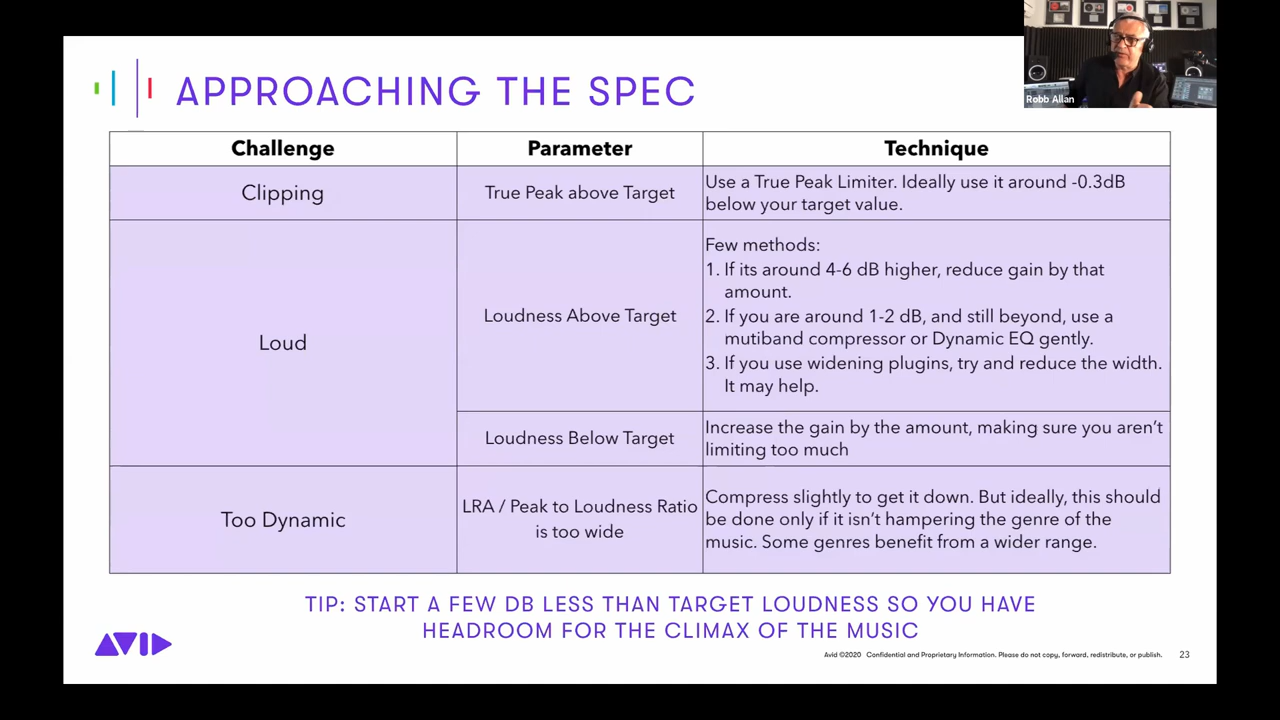 Robb Allan
APPROACHING THE SPEC
Challenge
Parameter
Technique
Clipping
True Peak above Target
Use a True Peak Limiter. Ideally use it around -0.3dB
below your target value.
Loud
Loudness Above Target
Few methods:
1. If its around 4-6 dB higher, reduce gain by that
amount.
2. If you are around 1-2 dB, and still beyond, use a
mutiband compressor or Dynamic EQ gently.
3. If you use widening plugins, try and reduce the width.
It may help.
Loudness Below Target
Increase the gain by the amount, making sure you aren’t
limiting too much
Too Dynamic
LRA / Peak to Loudness Ratio
is too wide
Compress slightly to get it down. But ideally, this should
be done only if it isn’t hampering the genre of the
music. Some genres benefit from a wider range.
TIP: START A FEW DB LESS THAN TARGET LOUDNESS SO YOU HAVE
HEADROOM FOR THE CLIMAX OF THE MUSIC
AVID
Avid ©2020 Confidential and Proprietary Information. Please do not copy, forward, redistribute, or publish.
23